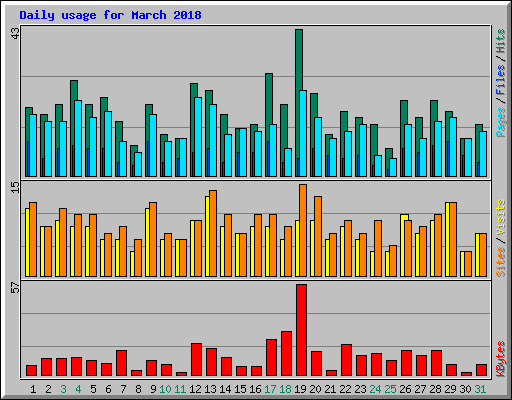 Daily usage for March 2018
43
Pages / Files / Hits
15
Sites / Visits
57
KBytes
1 2 3 4 5 6 7 8 9 10 11 12 13 14 15 16 17 18 19 20 21 22 23 24 25 26 27 28 29 30 31